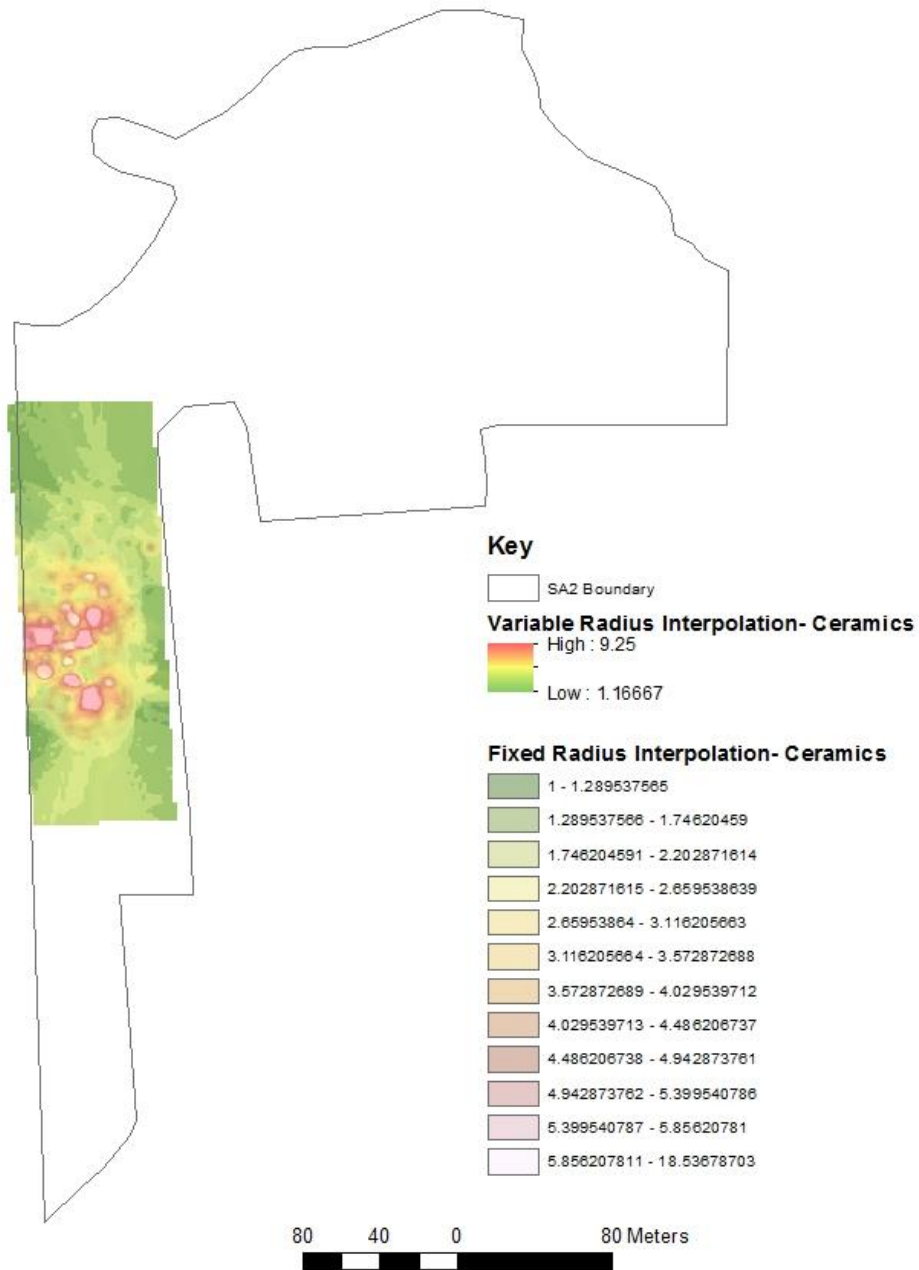 Key
SA2 Boundary
Variable Radius Interpolation- Ceramics
High : 9.25
Low : 1.16667
Fixed Radius Interpolation- Ceramics
1 - 1.289537565
1.289537566 - 1.74620459
1.746204591 - 2.202871614
2.202871615 - 2.659538639
2.65953864 - 3.116205663
3.116205664 - 3.572872688
3.572872689 - 4.029539712
4.029539713 - 4.486206737
4.486206738 - 4.942873761
4.942873762 - 5.399540786
5.399540787 - 5.85620781
5.856207811 - 18.53678703
80 40 0 80 Meters